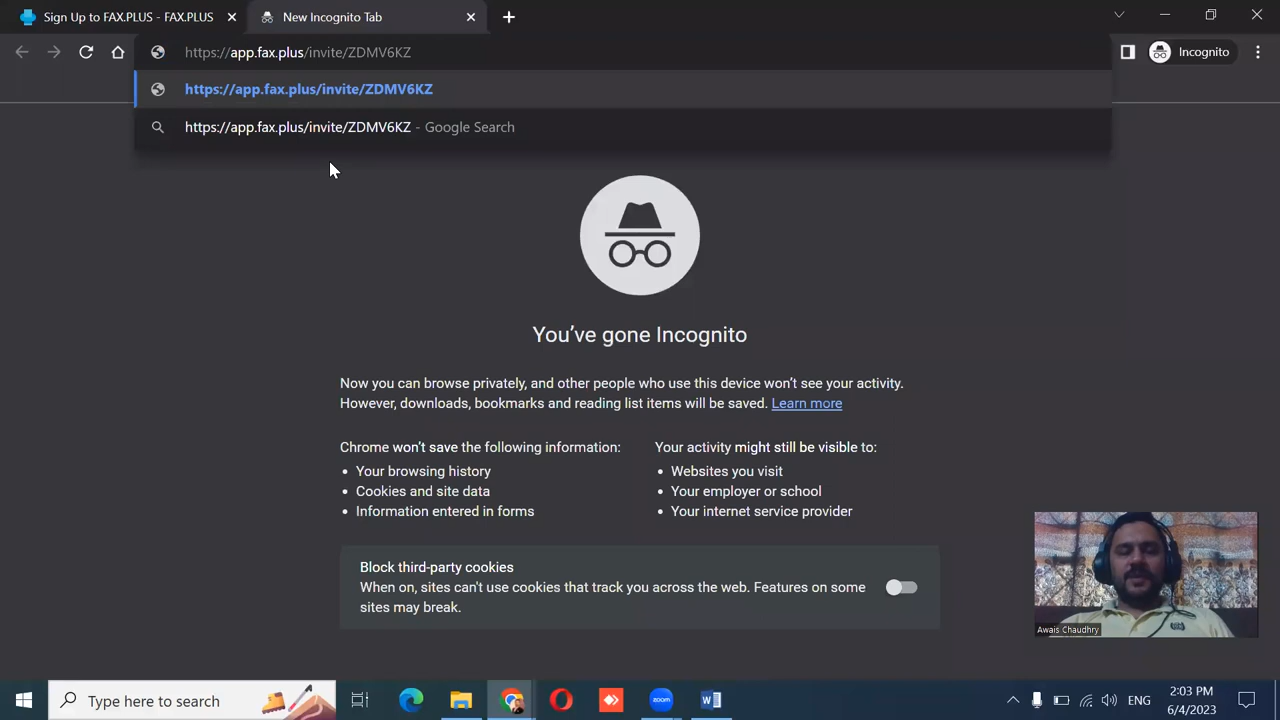 Sign Up to FAX.PLUS - FAX.PLUS
New Incognito Tab
https://app.fax.plus/invite/ZDMV6KZ
Incognito
https://app.fax.plus/invite/ZDMV6KZ
https://app.fax.plus/invite/ZDMV6KZ - Google Search
You've gone Incognito
Now you can browse privately, and other people who use this device won't see your activity.
However, downloads, bookmarks and reading list items will be saved. Learn more
Chrome won't save the following information:
• Your browsing history
• Cookies and site data
• Information entered in forms
Your activity might still be visible to:
• Websites you visit
• Your employer or school
• Your internet service provider
Block third-party cookies
When on, sites can't use cookies that track you across the web. Features on some
sites may break.
Awais Chaudhry
Type here to search
zoom
W
ENG
2:03 PM
6/4/2023